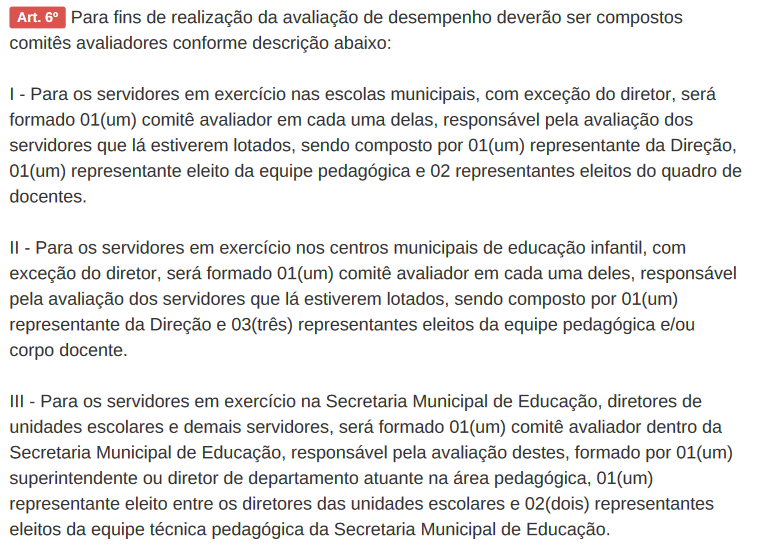 Art. 6º Para fins de realização da avaliação de desempenho deverão ser compostos
comitês avaliadores conforme descrição abaixo:
I - Para os servidores em exercício nas escolas municipais, com exceção do diretor, será
formado 01(um) comitê avaliador em cada uma delas, responsável pela avaliação dos
servidores que lá estiverem lotados, sendo composto por 01(um) representante da Direção,
01(um) representante eleito da equipe pedagógica e 02 representantes eleitos do quadro de
docentes.
II - Para os servidores em exercício nos centros municipais de educação infantil, com
exceção do diretor, será formado 01(um) comitê avaliador em cada uma deles, responsável
pela avaliação dos servidores que lá estiverem lotados, sendo composto por 01(um)
representante da Direção e 03(três) representantes eleitos da equipe pedagógica e/ou
corpo docente.
III - Para os servidores em exercício na Secretaria Municipal de Educação, diretores de
unidades escolares e demais servidores, será formado 01(um) comitê avaliador dentro da
Secretaria Municipal de Educação, responsável pela avaliação destes, formado por 01(um)
superintendente ou diretor de departamento atuante na área pedagógica, 01(um)
representante eleito entre os diretores das unidades escolares e 02(dois) representantes
eleitos da equipe técnica pedagógica da Secretaria Municipal de Educação.